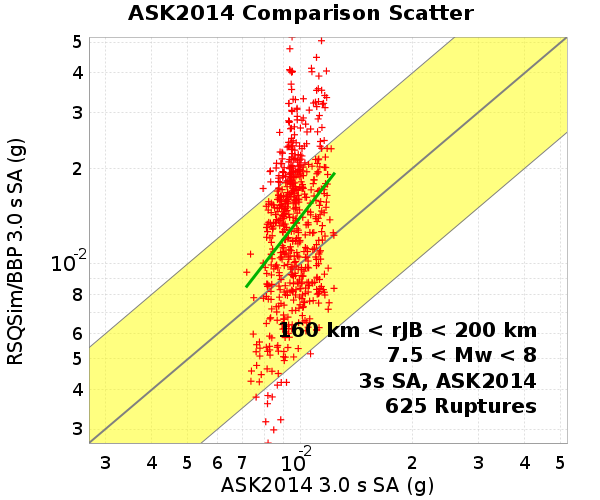 ASK2014 Comparison Scatter
RSQSim/BBP 3.0 s SA (g)
5
4
3
2
10-2
8
6
5
4
3
160 km < rJB < 200 km
7.5 < Mw < 8
3s SA, ASK2014
625 Ruptures
3 4 5 6 7 10-2 2 3 4 5
ASK2014 3.0 s SA (g)